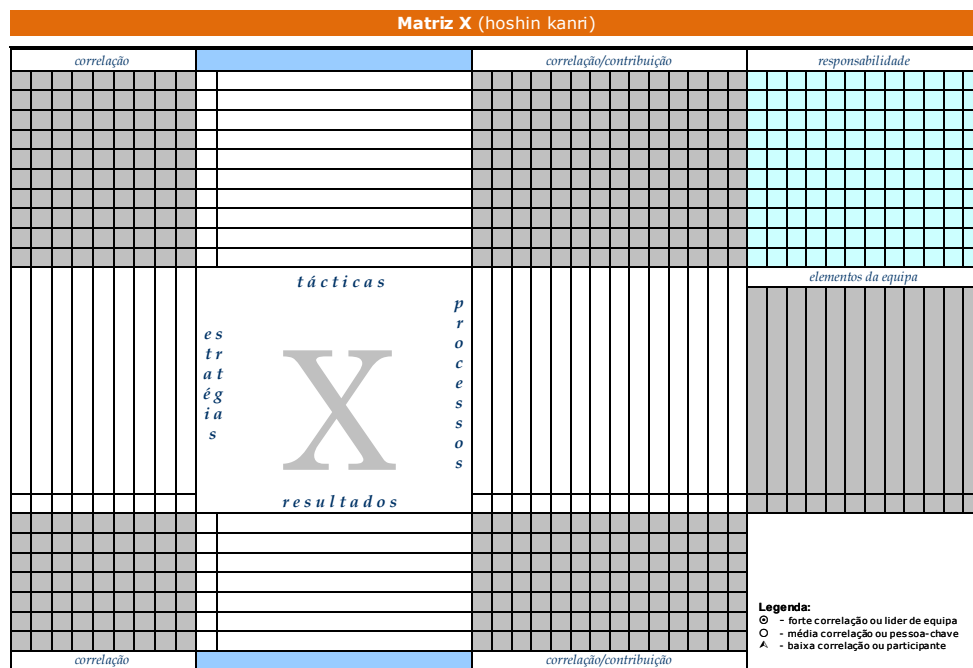 Matriz X (hoshin kanri)
correlação
correlação/contribuição
responsabilidade
elementos da equipa
tácticas
estratégias
X
processos
resultados
Legenda:
- forte correlação ou lider de equipa
- média correlação ou pessoa-chave
- baixa correlação ou participante
correlação
correlação/contribuição